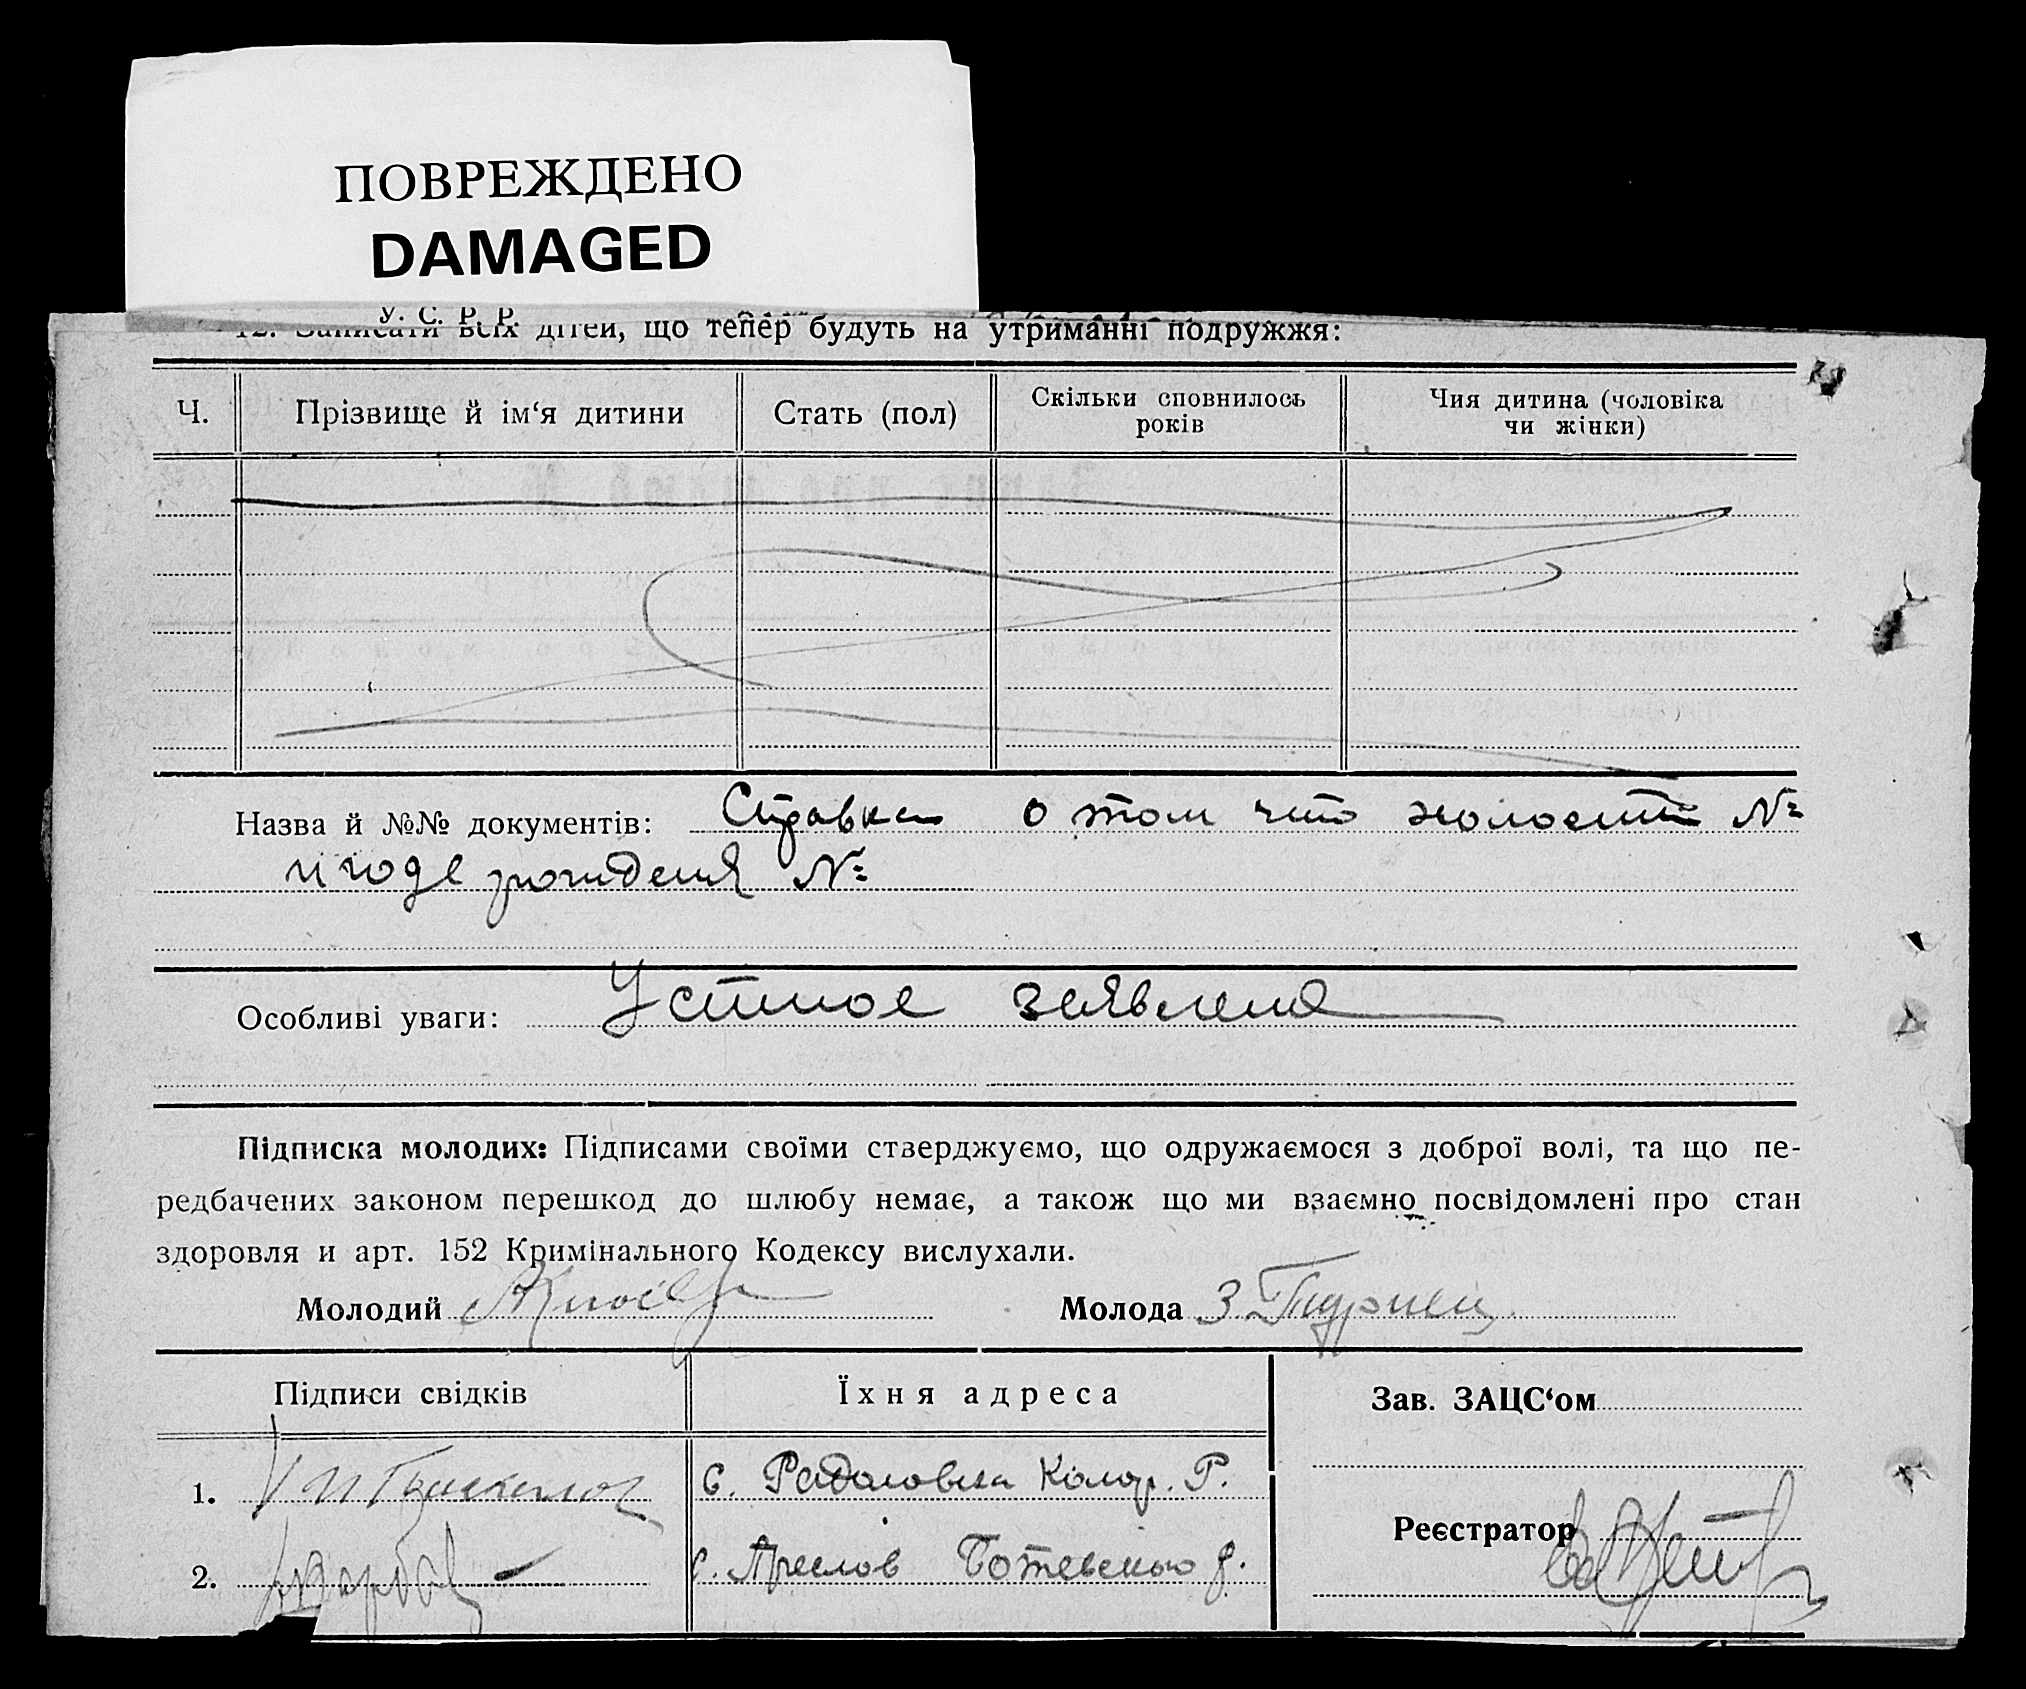 ПОВРЕЖДЕНО
DAMAGED
У. С. Р. Р.
12. Записати всіх дітей, що тепер будуть на утриманні подружжя:
Ч. Прізвище й ім‘я дитини Стать (пол) Скільки сповнилось років Чия дитина (чоловіка чи жінки)
Назва й №№ документів: Справка о том что холост №
и годе рождения №
Особливі уваги: Устное заявление
Підписка молодих: Підписами своїми стверджуємо, що одружаємося з доброї волі, та що пе-
редбачених законом перешкод до шлюбу немає, а також що ми взаємно посвідомлені про стан
здоровля и арт. 152 Кримінального Кодексу вислухали.
Молодий Молода З
Підписи свідків Їхня адреса Зав. ЗАЦС‘ом
1. с. Колар. Р.
Реєстратор
2. с. р.